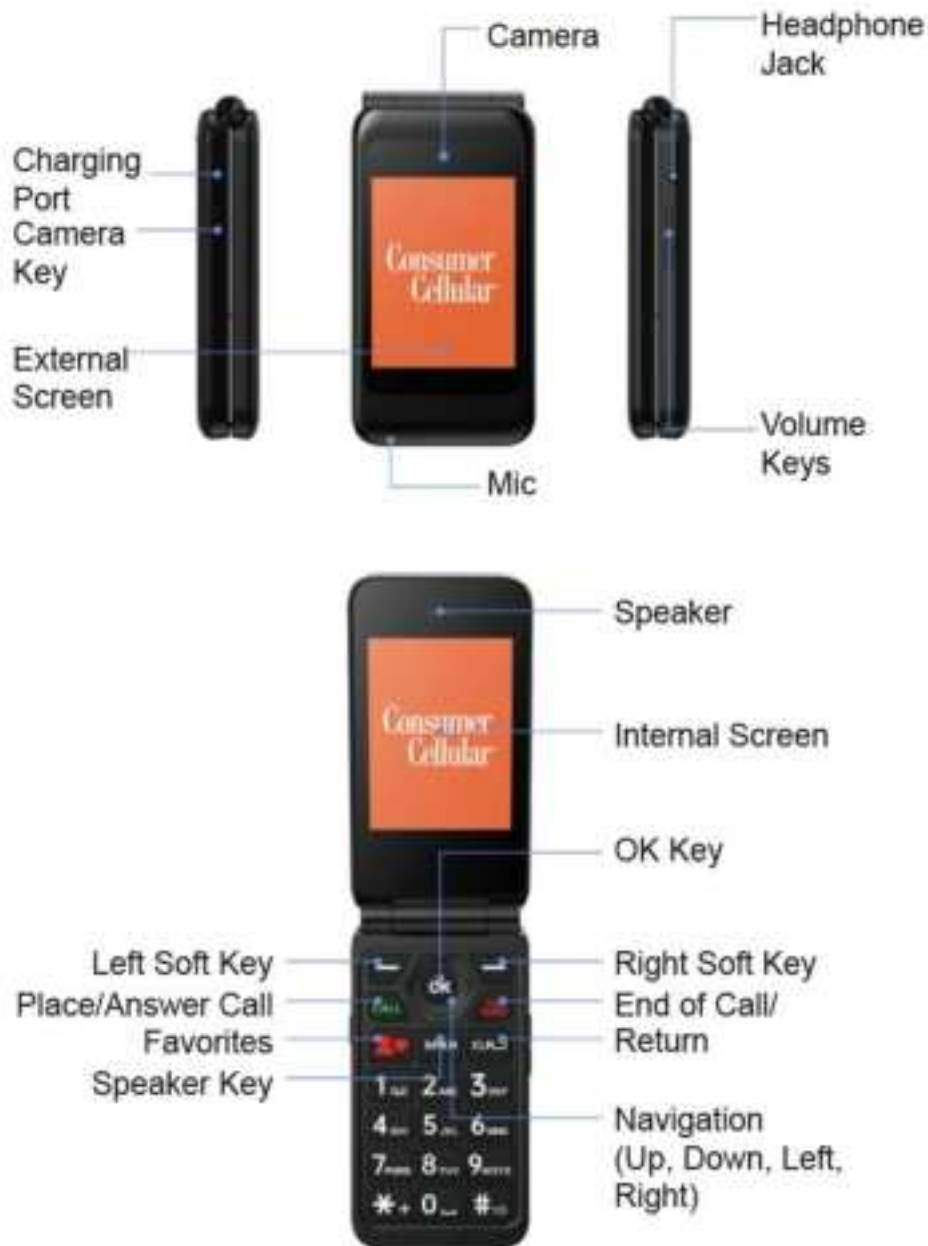 Camera
Headphone
Jack
Charging
Port
Camera
Key
Consumer
Cellular
External
Screen
Volume
Keys
Mic
Speaker
Consumer
Cellular
Internal Screen
OK Key
Left Soft Key
Right Soft Key
ok
Place/Answer Call
CALL
End of Call/
Favorites
Return
Speaker Key
1 2 3
4 5 6
Navigation
(Up, Down, Left,
7 8 9
Right)
* + 0 #